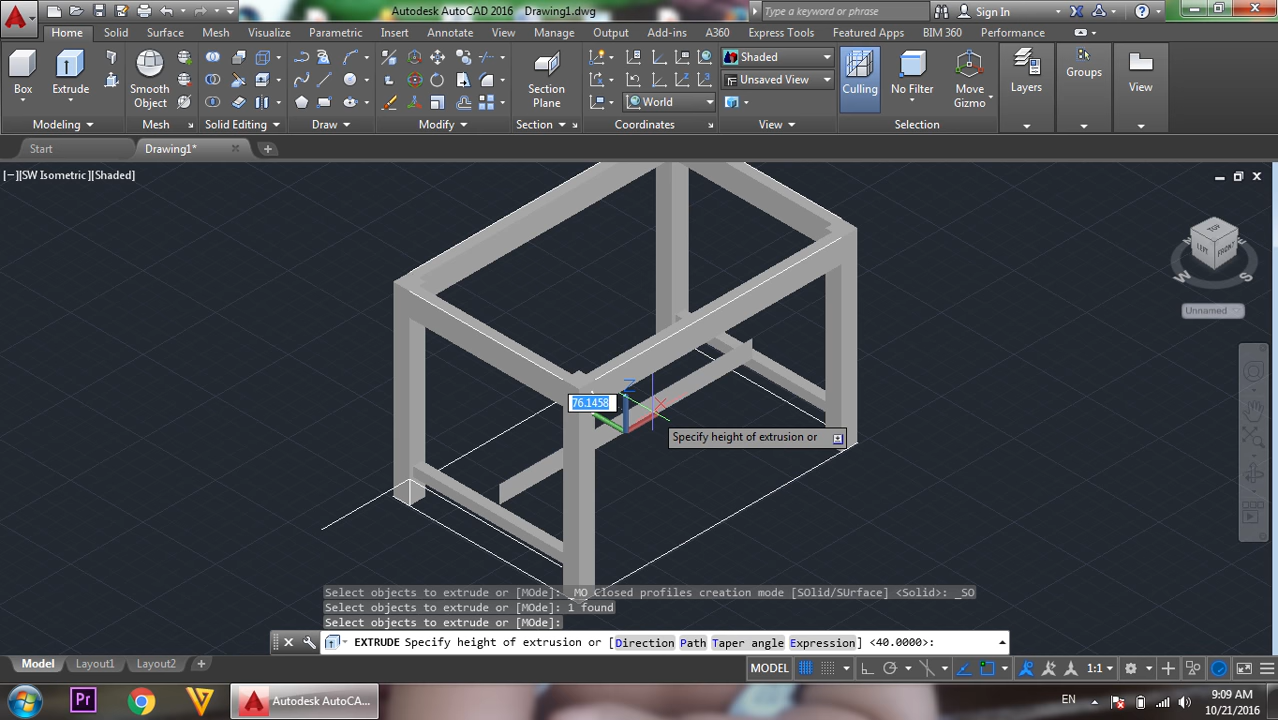 Autodesk AutoCAD 2016 Drawing1.dwg
Type a keyword or phrase
Sign In
Home Solid Surface Mesh Visualize Parametric Insert Annotate View Manage Output Add-ins A360 Express Tools Featured Apps BIM 360 Performance
Box
Extrude
Smooth
Object
Section
Plane
World
Shaded
Unsaved View
Culling
No Filter
Move
Gizmo
Layers
Groups
View
Modeling Mesh Solid Editing Draw Modify Section Coordinates View Selection
Start Drawing1*
[−][SW Isometric][Shaded]
TOP
LEFT FRONT
W S
Unnamed
Z
76.1458
Specify height of extrusion or
Select objects to extrude or [MOde]: _MO Closed profiles creation mode [SOlid/SUrface] <Solid>: _SO
Select objects to extrude or [MOde]: 1 found
Select objects to extrude or [MOde]:
EXTRUDE Specify height of extrusion or [Direction Path Taper angle Expression] <40.0000>:
Model Layout1 Layout2
MODEL 1:1
Pr
Autodesk AutoCA...
EN
9:09 AM
10/21/2016